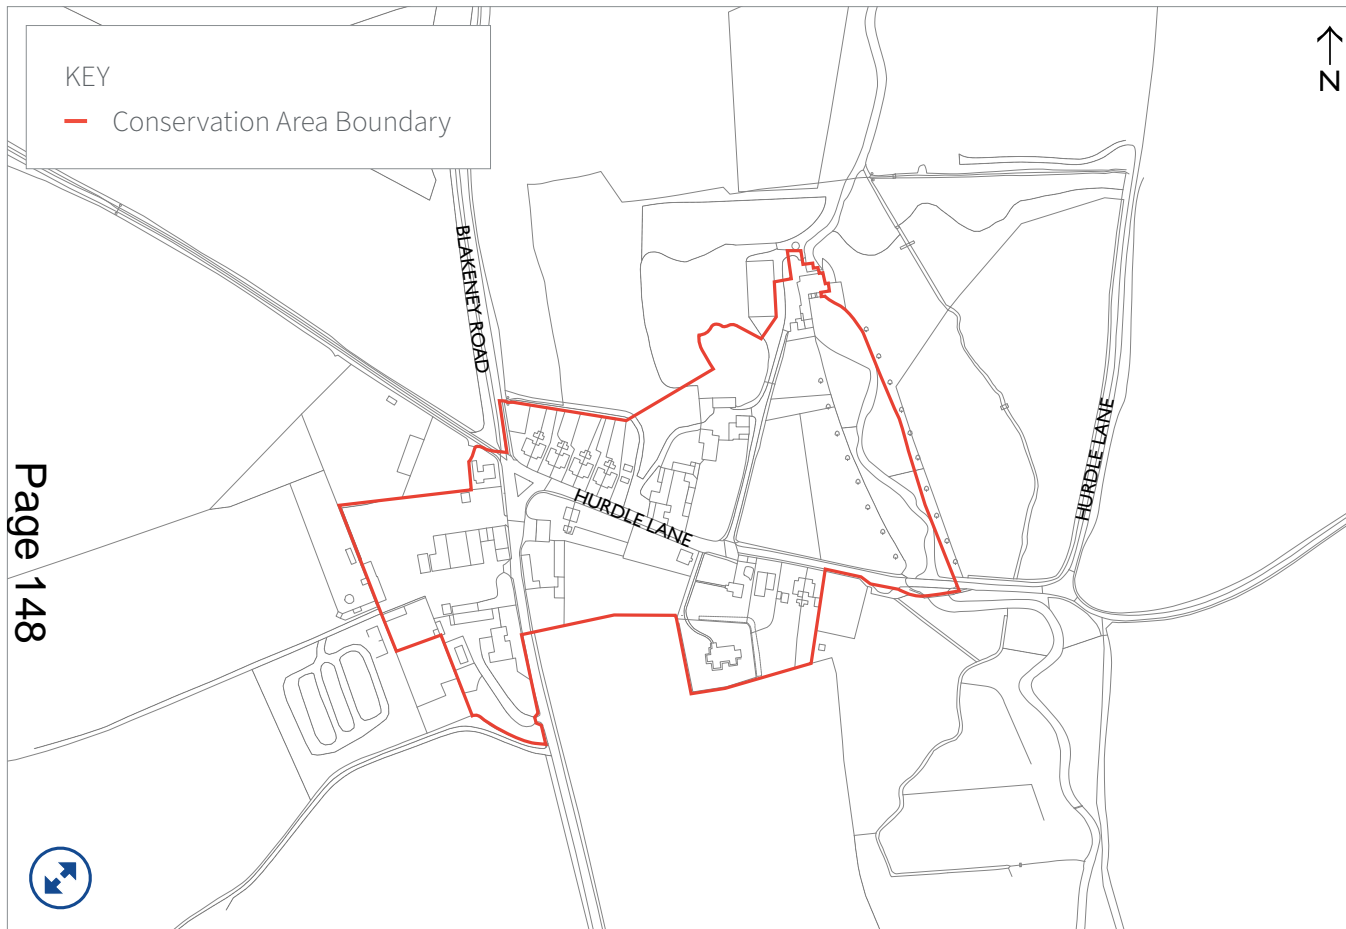 KEY
Conservation Area Boundary
N
BLAKENEY ROAD
HURDLE LANE
HURDLE LANE
Page 148